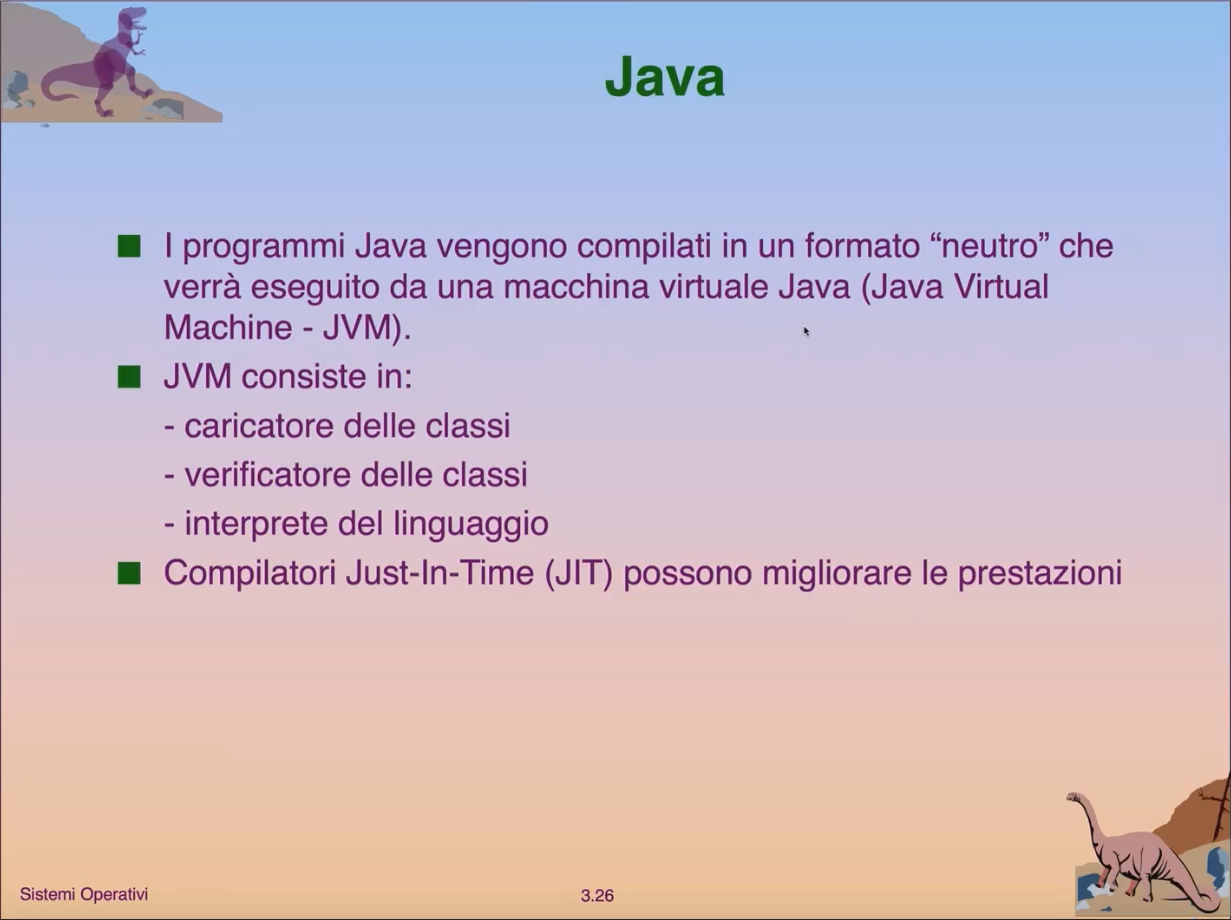 Java
I programmi Java vengono compilati in un formato “neutro” che
verrà eseguito da una macchina virtuale Java (Java Virtual
Machine - JVM).
JVM consiste in:
- caricatore delle classi
- verificatore delle classi
- interprete del linguaggio
Compilatori Just-In-Time (JIT) possono migliorare le prestazioni
Sistemi Operativi
3.26